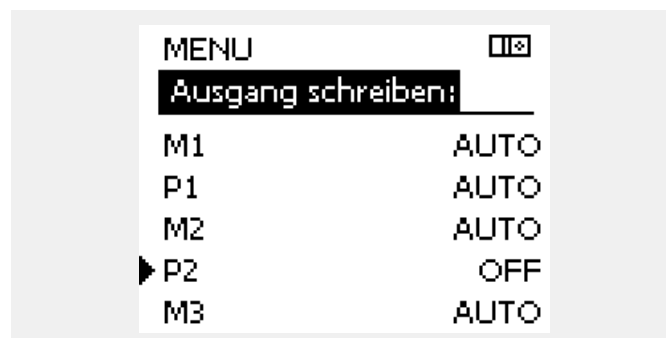 MENU
Ausgang schreiben:
M1 AUTO
P1 AUTO
M2 AUTO
P2 OFF
M3 AUTO